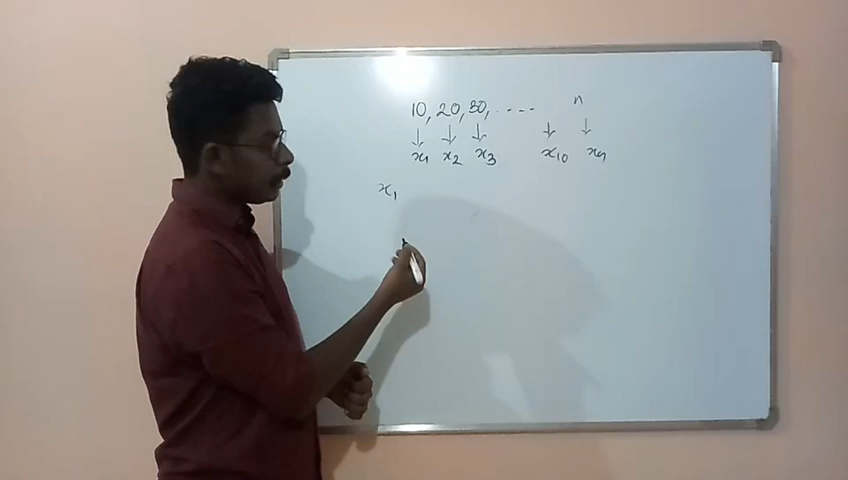 10, 20, 30, ..... n
↓ ↓ ↓ ↓ ↓
x1 x2 x3 x10 xn
x1